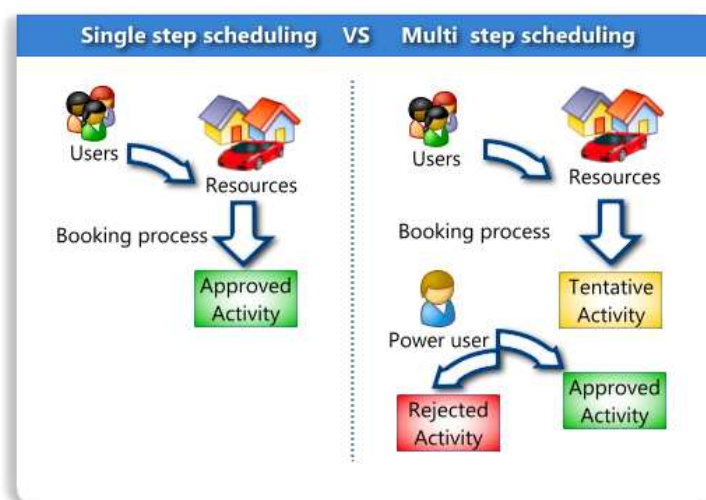 Single step scheduling VS Multi step scheduling
Users
Resources
Booking process
Approved
Activity
Users
Resources
Booking process
Tentative
Activity
Power user
Rejected
Activity
Approved
Activity